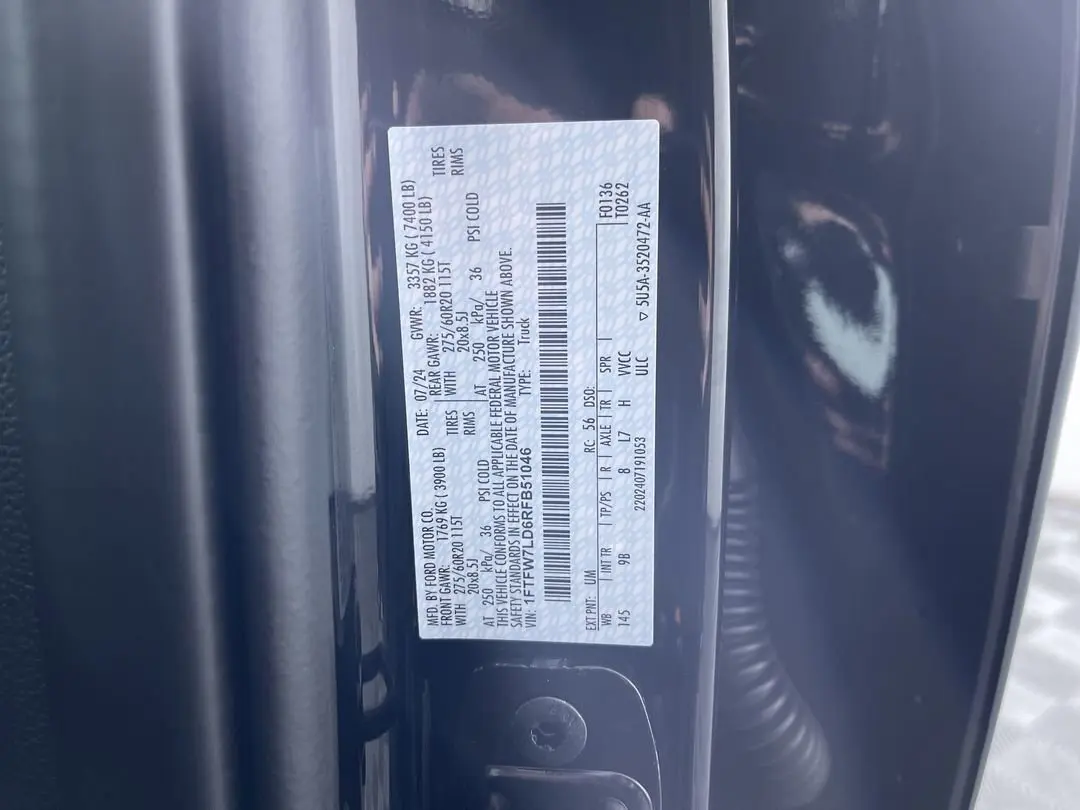 MFD. BY FORD MOTOR CO.
DATE: 07/24 GVWR: 3357 KG ( 7400 LB)
FRONT GAWR: 1769 KG ( 3900 LB) REAR GAWR: 1882 KG ( 4150 LB)
WITH 275/60R20 115T TIRES WITH 275/60R20 115T TIRES
20x8.5J RIMS 20x8.5J RIMS
AT 250 kPa/ 36 PSI COLD AT 250 kPa/ 36 PSI COLD
THIS VEHICLE CONFORMS TO ALL APPLICABLE FEDERAL MOTOR VEHICLE
SAFETY STANDARDS IN EFFECT ON THE DATE OF MANUFACTURE SHOWN ABOVE.
VIN: 1FTFW7LD6RFB51046 TYPE: Truck
EXT PNT: UM RC: 56 DSO: F0136
WB INT TR TP/PS R AXLE TR SPR T0262
145 9B 8 L7 H VVCC
2202407191053 ULC ▽ 5U5A-3520472-AA